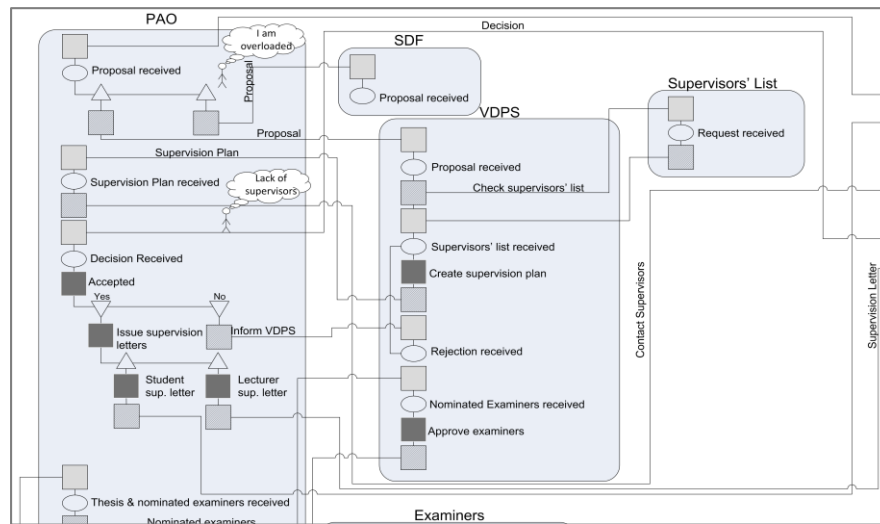 PAO
I am
overloaded
Proposal received
Proposal
Proposal
Decision
SDF
Proposal received
Supervisors' List
Request received
VDPS
Proposal received
Check supervisors' list
Supervisors' list received
Create supervision plan
Rejection received
Nominated Examiners received
Approve examiners
Supervision Plan
Supervision Plan received
Lack of
supervisors
Decision Received
Accepted
Yes
No
Issue supervision
letters
Inform VDPS
Student
sup. letter
Lecturer
sup. letter
Contact Supervisors
Supervision Letter
Thesis & nominated examiners received
Nominated examiners
Examiners